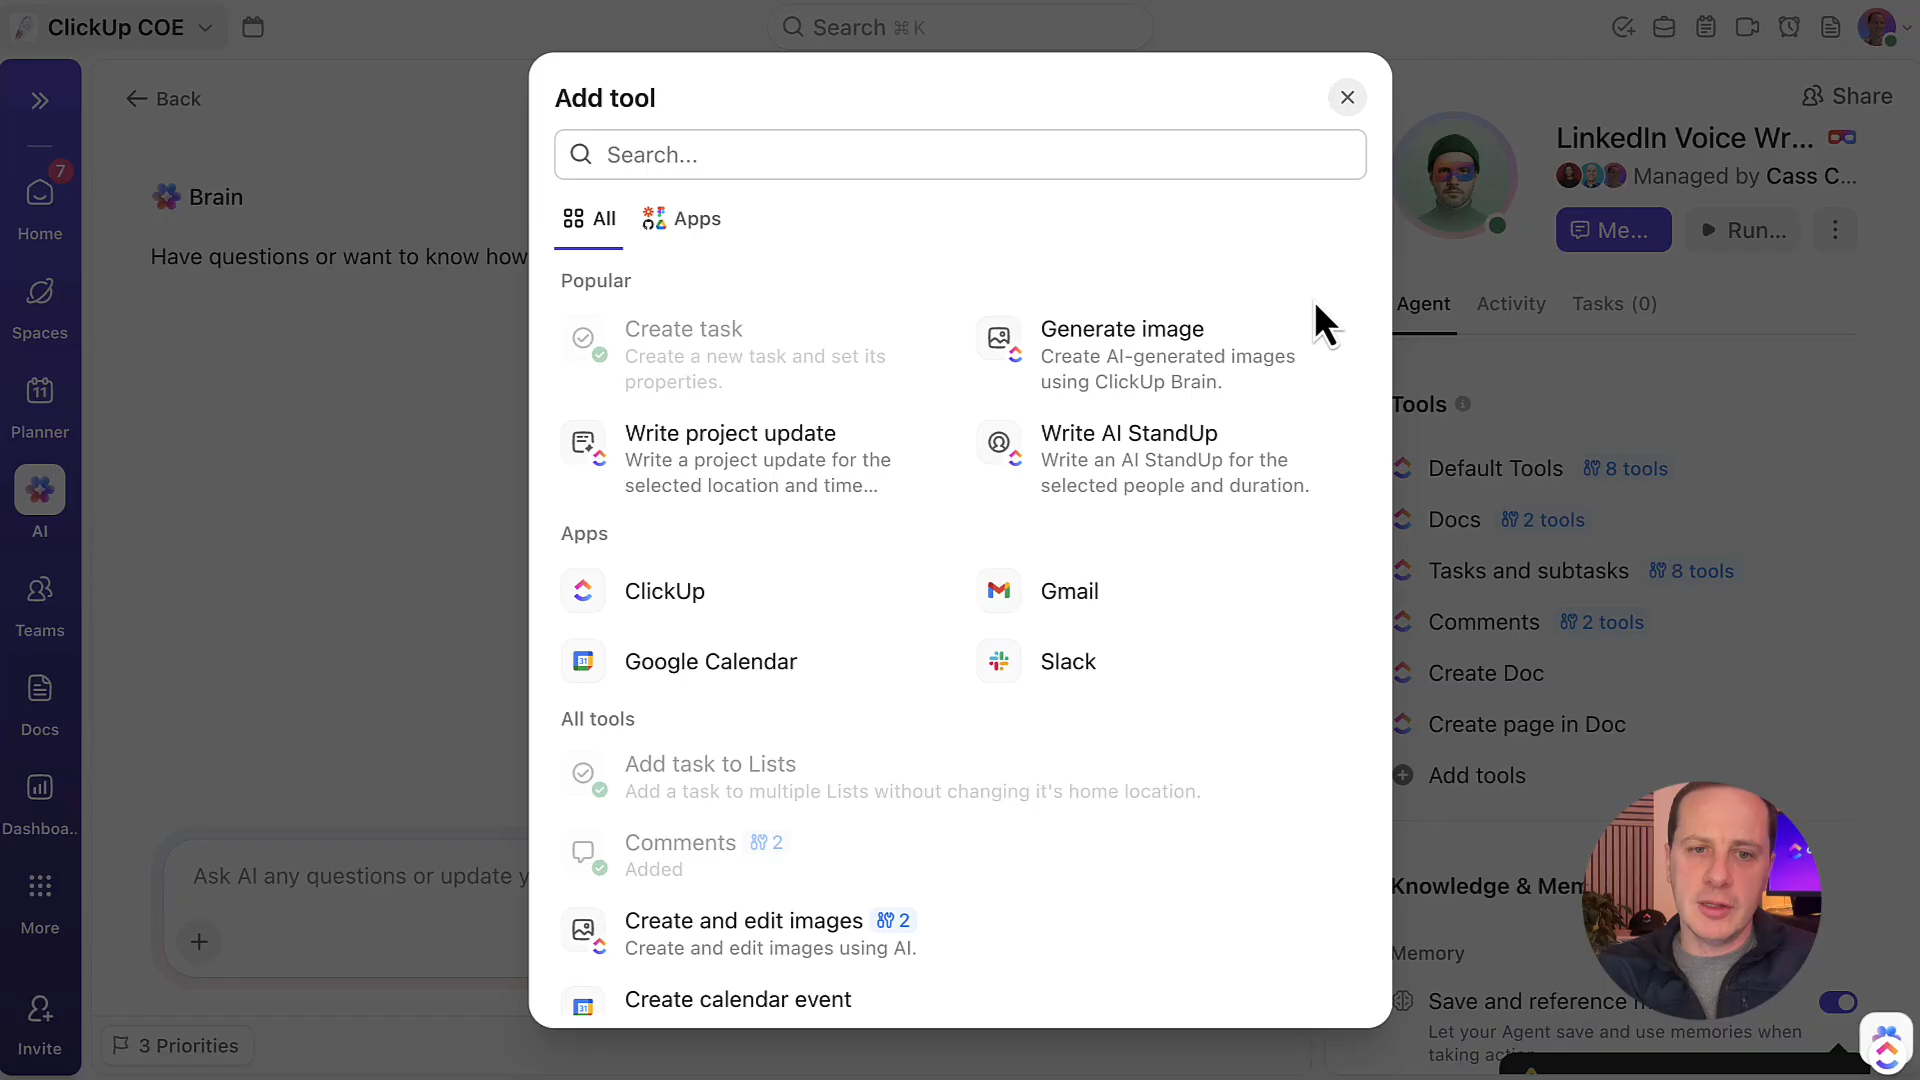 ClickUp COE
Search ⌘K
Back
Share
Brain
Have questions or want to know how
7
Home
Spaces
11
Planner
AI
Teams
Docs
Dashboa..
More
Invite
Ask AI any questions or update y
3 Priorities
Add tool
Search...
All
Apps
Popular
Create task
Create a new task and set its
properties.
Generate image
Create AI-generated images
using ClickUp Brain.
Write project update
Write a project update for the
selected location and time...
Write AI StandUp
Write an AI StandUp for the
selected people and duration.
Apps
ClickUp
Gmail
31
Google Calendar
Slack
All tools
Add task to Lists
Add a task to multiple Lists without changing it's home location.
Comments 2
Added
Create and edit images 2
Create and edit images using AI.
31
Create calendar event
LinkedIn Voice Wr...
Managed by Cass C...
Me...
Run...
Agent
Activity
Tasks (0)
Tools
Default Tools 8 tools
Docs 2 tools
Tasks and subtasks 8 tools
Comments 2 tools
Create Doc
Create page in Doc
Add tools
Knowledge & Mem
Memory
Save and reference
Let your Agent save and use memories when